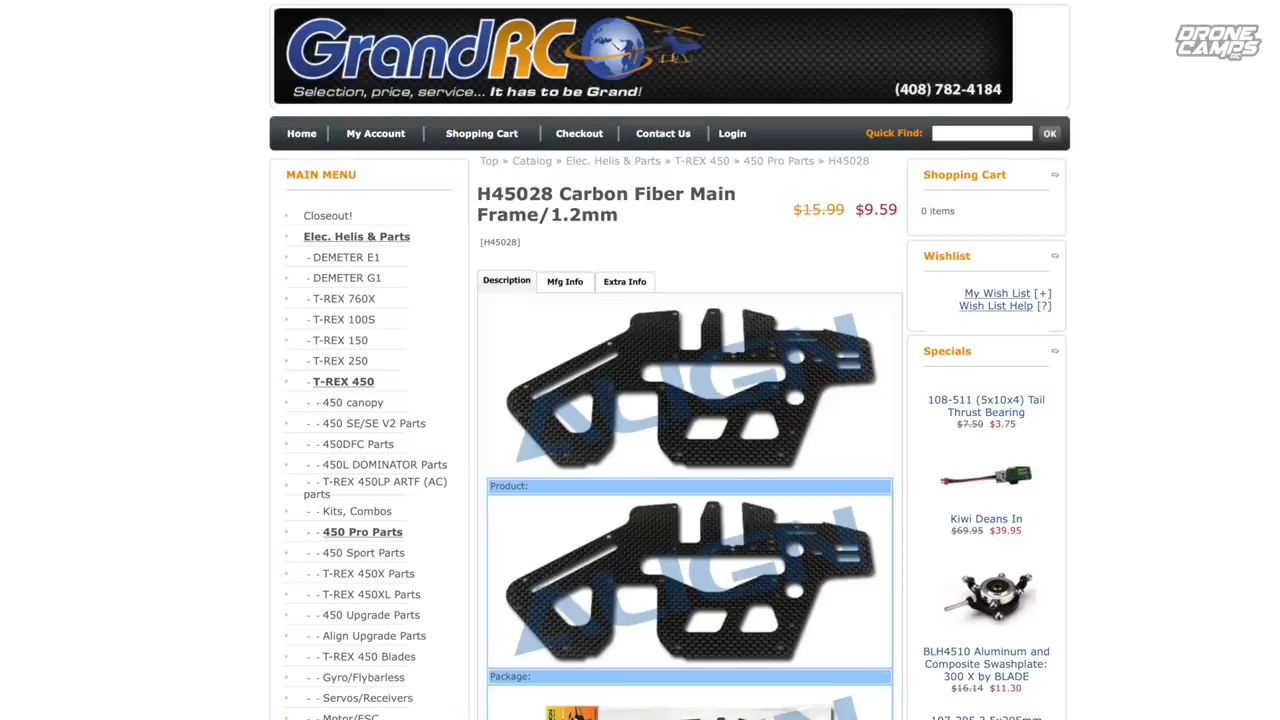 GrandRC
Selection, price, service... It has to be Grand!
(408) 782-4184
DRONE
CAMPS
RC
Home
My Account
Shopping Cart
Checkout
Contact Us
Login
Quick Find:
OK
MAIN MENU
Closeout!
Elec. Helis & Parts
- DEMETER E1
- DEMETER G1
- T-REX 760X
- T-REX 100S
- T-REX 150
- T-REX 250
- T-REX 450
- - 450 canopy
- - 450 SE/SE V2 Parts
- - 450DFC Parts
- - 450L DOMINATOR Parts
- - T-REX 450LP ARTF (AC)
parts
- - Kits, Combos
- - 450 Pro Parts
- - 450 Sport Parts
- - T-REX 450X Parts
- - T-REX 450XL Parts
- - 450 Upgrade Parts
- - Align Upgrade Parts
- - T-REX 450 Blades
- - Gyro/Flybarless
- - Servos/Receivers
- - Motor/ESC
Top » Catalog » Elec. Helis & Parts » T-REX 450 » 450 Pro Parts » H45028
H45028 Carbon Fiber Main
Frame/1.2mm
$15.99 $9.59
[H45028]
Description
Mfg Info
Extra Info
ALIGN
Product:
ALIGN
Package:
Shopping Cart
0 items
Wishlist
My Wish List [+]
Wish List Help [?]
Specials
108-511 (5x10x4) Tail
Thrust Bearing
$7.50 $3.75
Kiwi Deans In
$69.95 $39.95
BLH4510 Aluminum and
Composite Swashplate:
300 X by BLADE
$16.14 $11.30